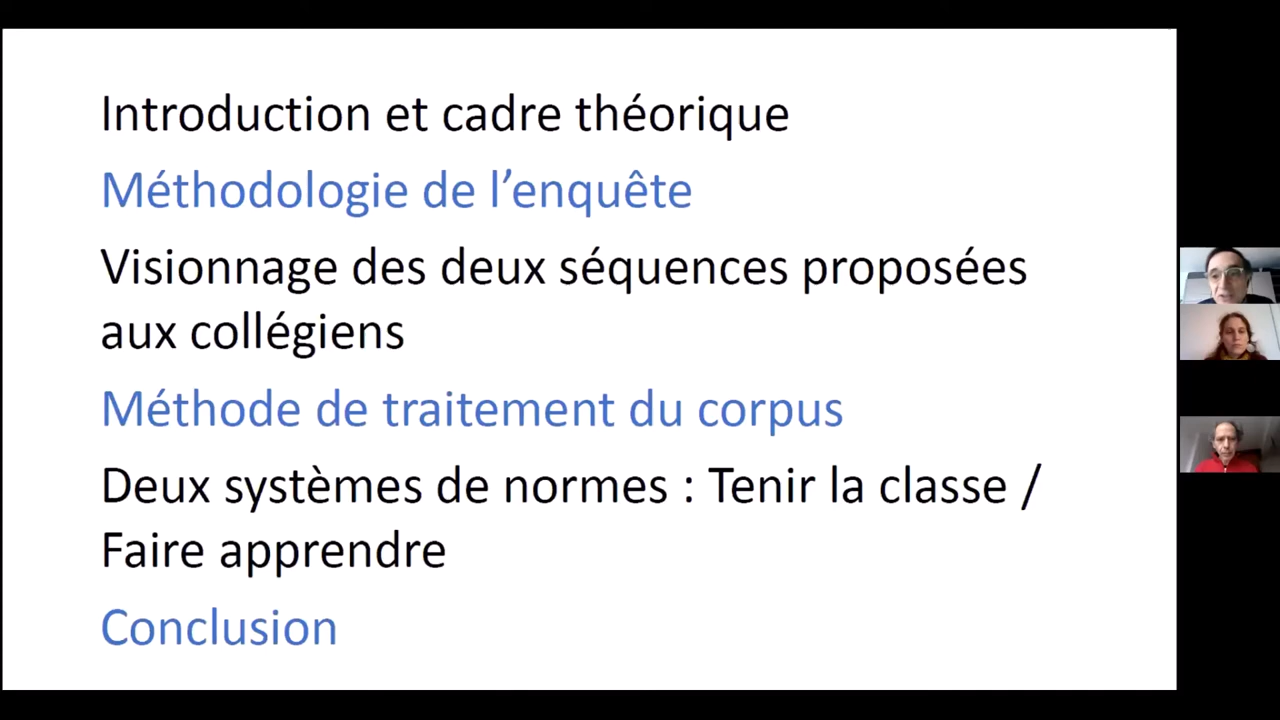 Introduction et cadre théorique
Méthodologie de l’enquête
Visionnage des deux séquences proposées
aux collégiens
Méthode de traitement du corpus
Deux systèmes de normes : Tenir la classe /
Faire apprendre
Conclusion